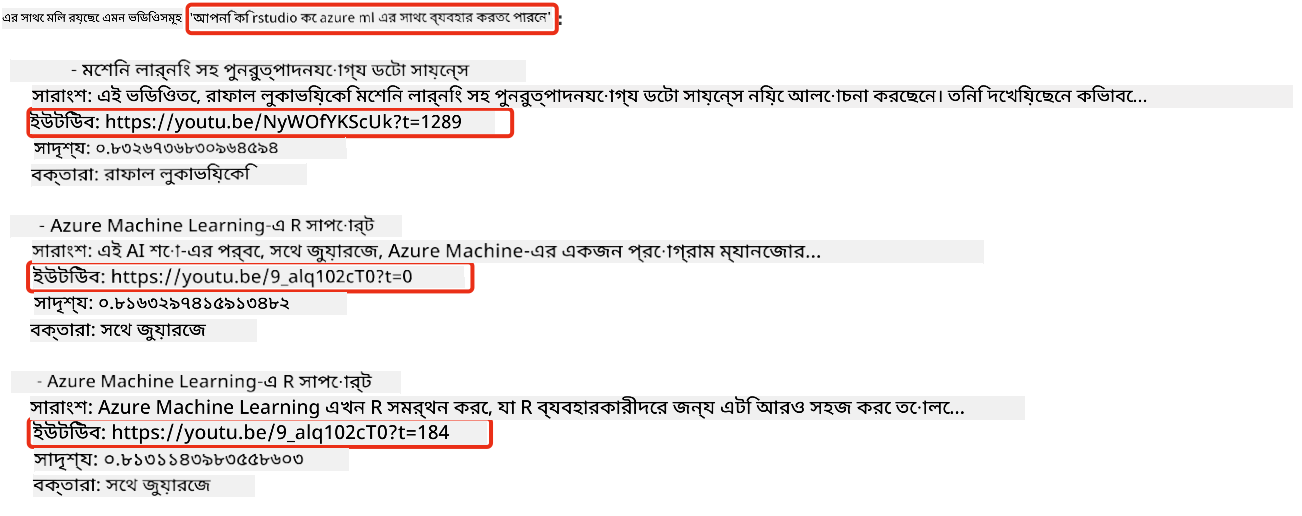 এর সাথে মিল রয়েছে এমন ভিডিওসমূহ 'আপনি কি rstudio কে azure ml এর সাথে ব্যবহার করতে পারেন':
- মেশিন লার্নিং সহ পুনরুত্পাদনযোগ্য ডেটা সায়েন্স
সারাংশ: এই ভিডিওতে, রাফাল লুকাভিয়েকি মেশিন লার্নিং সহ পুনরুত্পাদনযোগ্য ডেটা সায়েন্স নিয়ে আলোচনা করছেন। তিনি দেখিয়েছেন কিভাবে...
ইউটিউব: https://youtu.be/NyWOfYKScUk?t=1289
সাদৃশ্য: ০.৮৩২৬৭৩৬৮৩০৯৬৪৫৯৪
বক্তারা: রাফাল লুকাভিয়েকি
- Azure Machine Learning-এ R সাপোর্ট
সারাংশ: এই AI শো-এর পর্বে, সেথ জুয়ারেজ, Azure Machine-এর একজন প্রোগ্রাম ম্যানেজার...
ইউটিউব: https://youtu.be/9_alq102cT0?t=0
সাদৃশ্য: ০.৮১৬৩২৯৭৪১৫৯১৩৪৮২
বক্তারা: সেথ জুয়ারেজ
- Azure Machine Learning-এ R সাপোর্ট
সারাংশ: Azure Machine Learning এখন R সমর্থন করে, যা R ব্যবহারকারীদের জন্য এটি আরও সহজ করে তোলে...
ইউটিউব: https://youtu.be/9_alq102cT0?t=184
সাদৃশ্য: ০.৮১৩১১৪৩৯৮৩৫৫৮৬০৩
বক্তারা: সেথ জুয়ারেজ